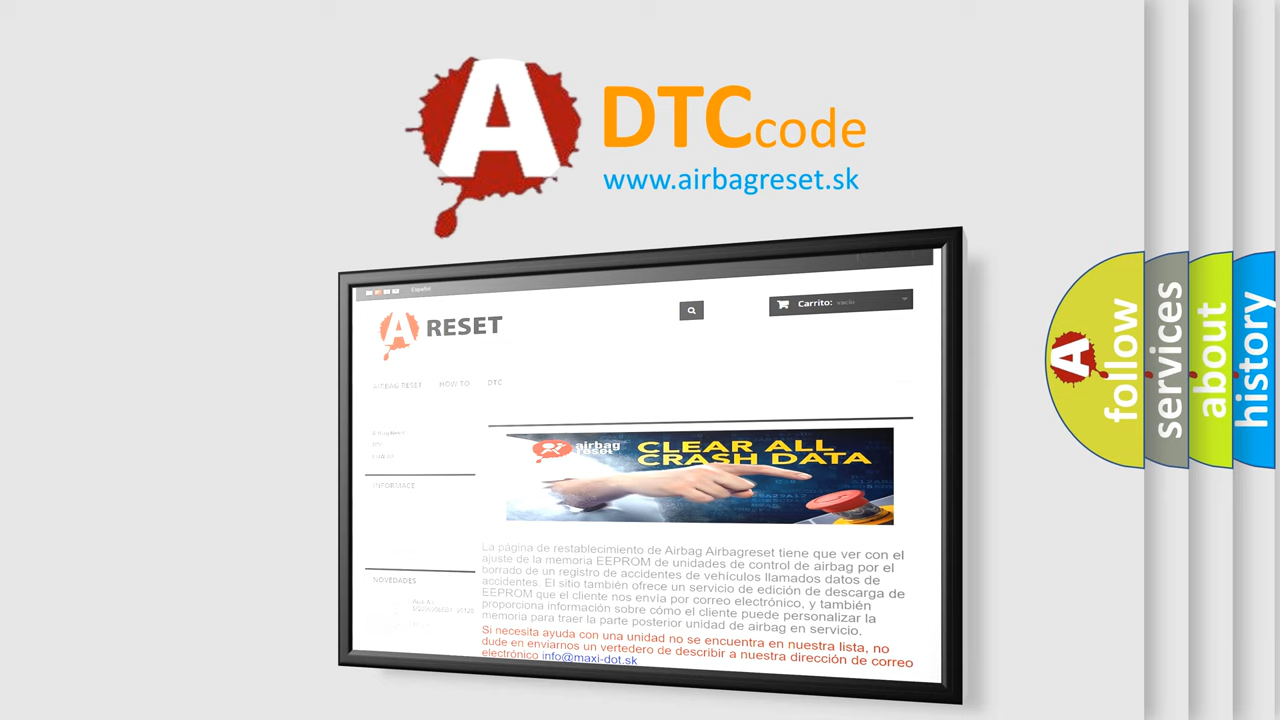 A DTCcode
www.airbagreset.sk
Español
A RESET
Carrito: vacío
AIRBAG RESET HOW TO DTC
INFORMACE
NOVEDADES
airbag
reset
CLEAR ALL
CRASH DATA
La página de restablecimiento de Airbag Airbagreset tiene que ver con el
ajuste de la memoria EEPROM de unidades de control de airbag por el
borrado de un registro de accidentes de vehículos llamados datos de
accidentes. El sitio también ofrece un servicio de edición de descarga de
EEPROM que el cliente nos envía por correo electrónico, y también
proporciona información sobre cómo el cliente puede personalizar la
memoria para traer la parte posterior unidad de airbag en servicio.
Si necesita ayuda con una unidad no se encuentra en nuestra lista, no
dude en enviarnos un vertedero de describir a nuestra dirección de correo
electrónico info@maxi-dot.sk
A follow
services
about
history